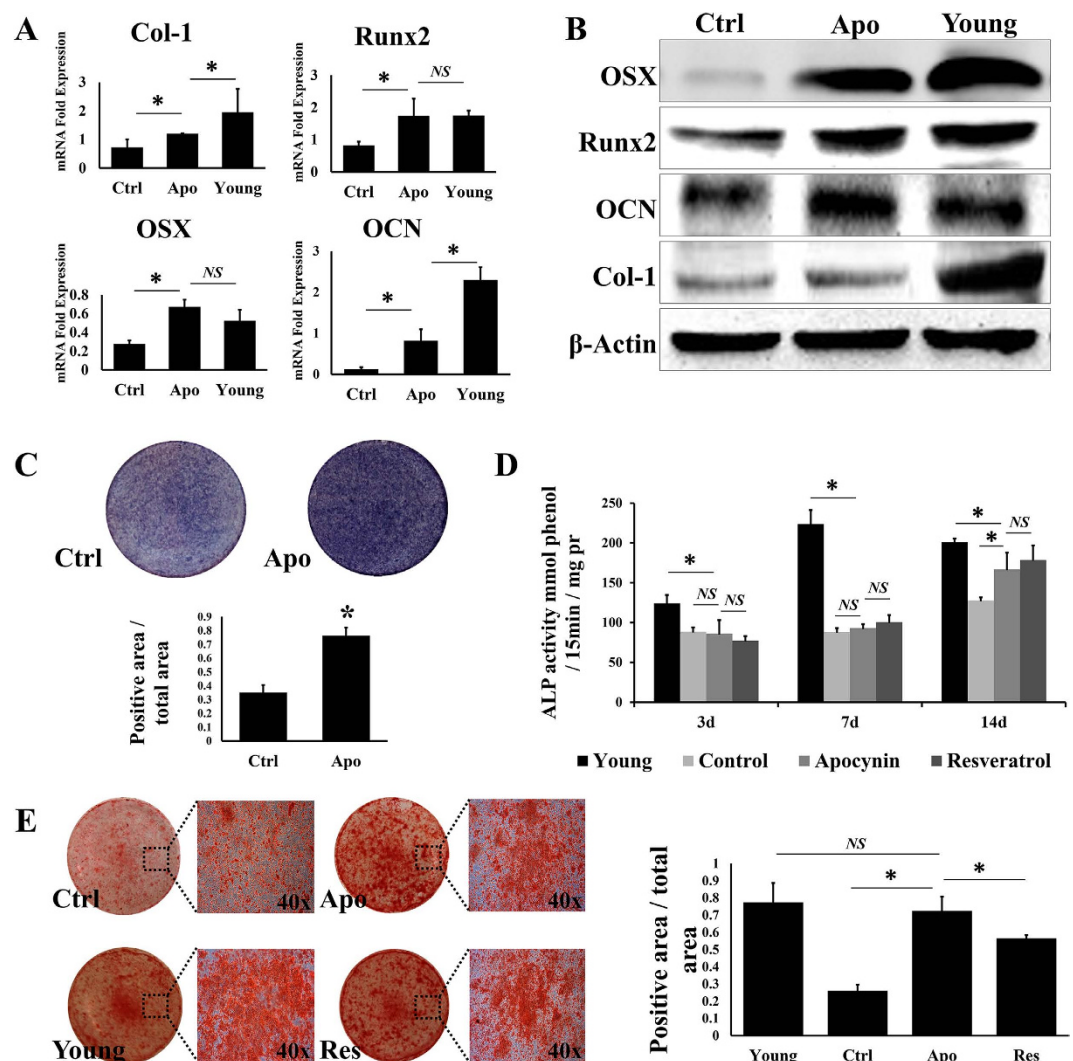 A
Col-1
mRNA Fold Expression
3
2
1
0
*
*
Ctrl Apo Young
Runx2
mRNA Fold Expression
3
2
1
0
*
NS
Ctrl Apo Young
OSX
mRNA Fold Expression
0.8
0.6
0.4
0.2
0
*
NS
Ctrl Apo Young
OCN
mRNA Fold Expression
3
2
1
0
*
*
Ctrl Apo Young
B
Ctrl Apo Young
OSX
Runx2
OCN
Col-1
β-Actin
C
Ctrl
Apo
Positive area /
total area
0.9
0.8
0.7
0.6
0.5
0.4
0.3
0.2
0.1
0
*
Ctrl Apo
D
ALP activity mmol phenol
/ 15min / mg pr
250
200
150
100
50
0
*
NS
NS
*
NS
NS
*
*
NS
3d 7d 14d
Young Control Apocynin Resveratrol
E
Ctrl
40x
Apo
40x
Young
40x
Res
40x
Positive area / total
area
1
0.9
0.8
0.7
0.6
0.5
0.4
0.3
0.2
0.1
0
NS
*
*
Young Ctrl Apo Res